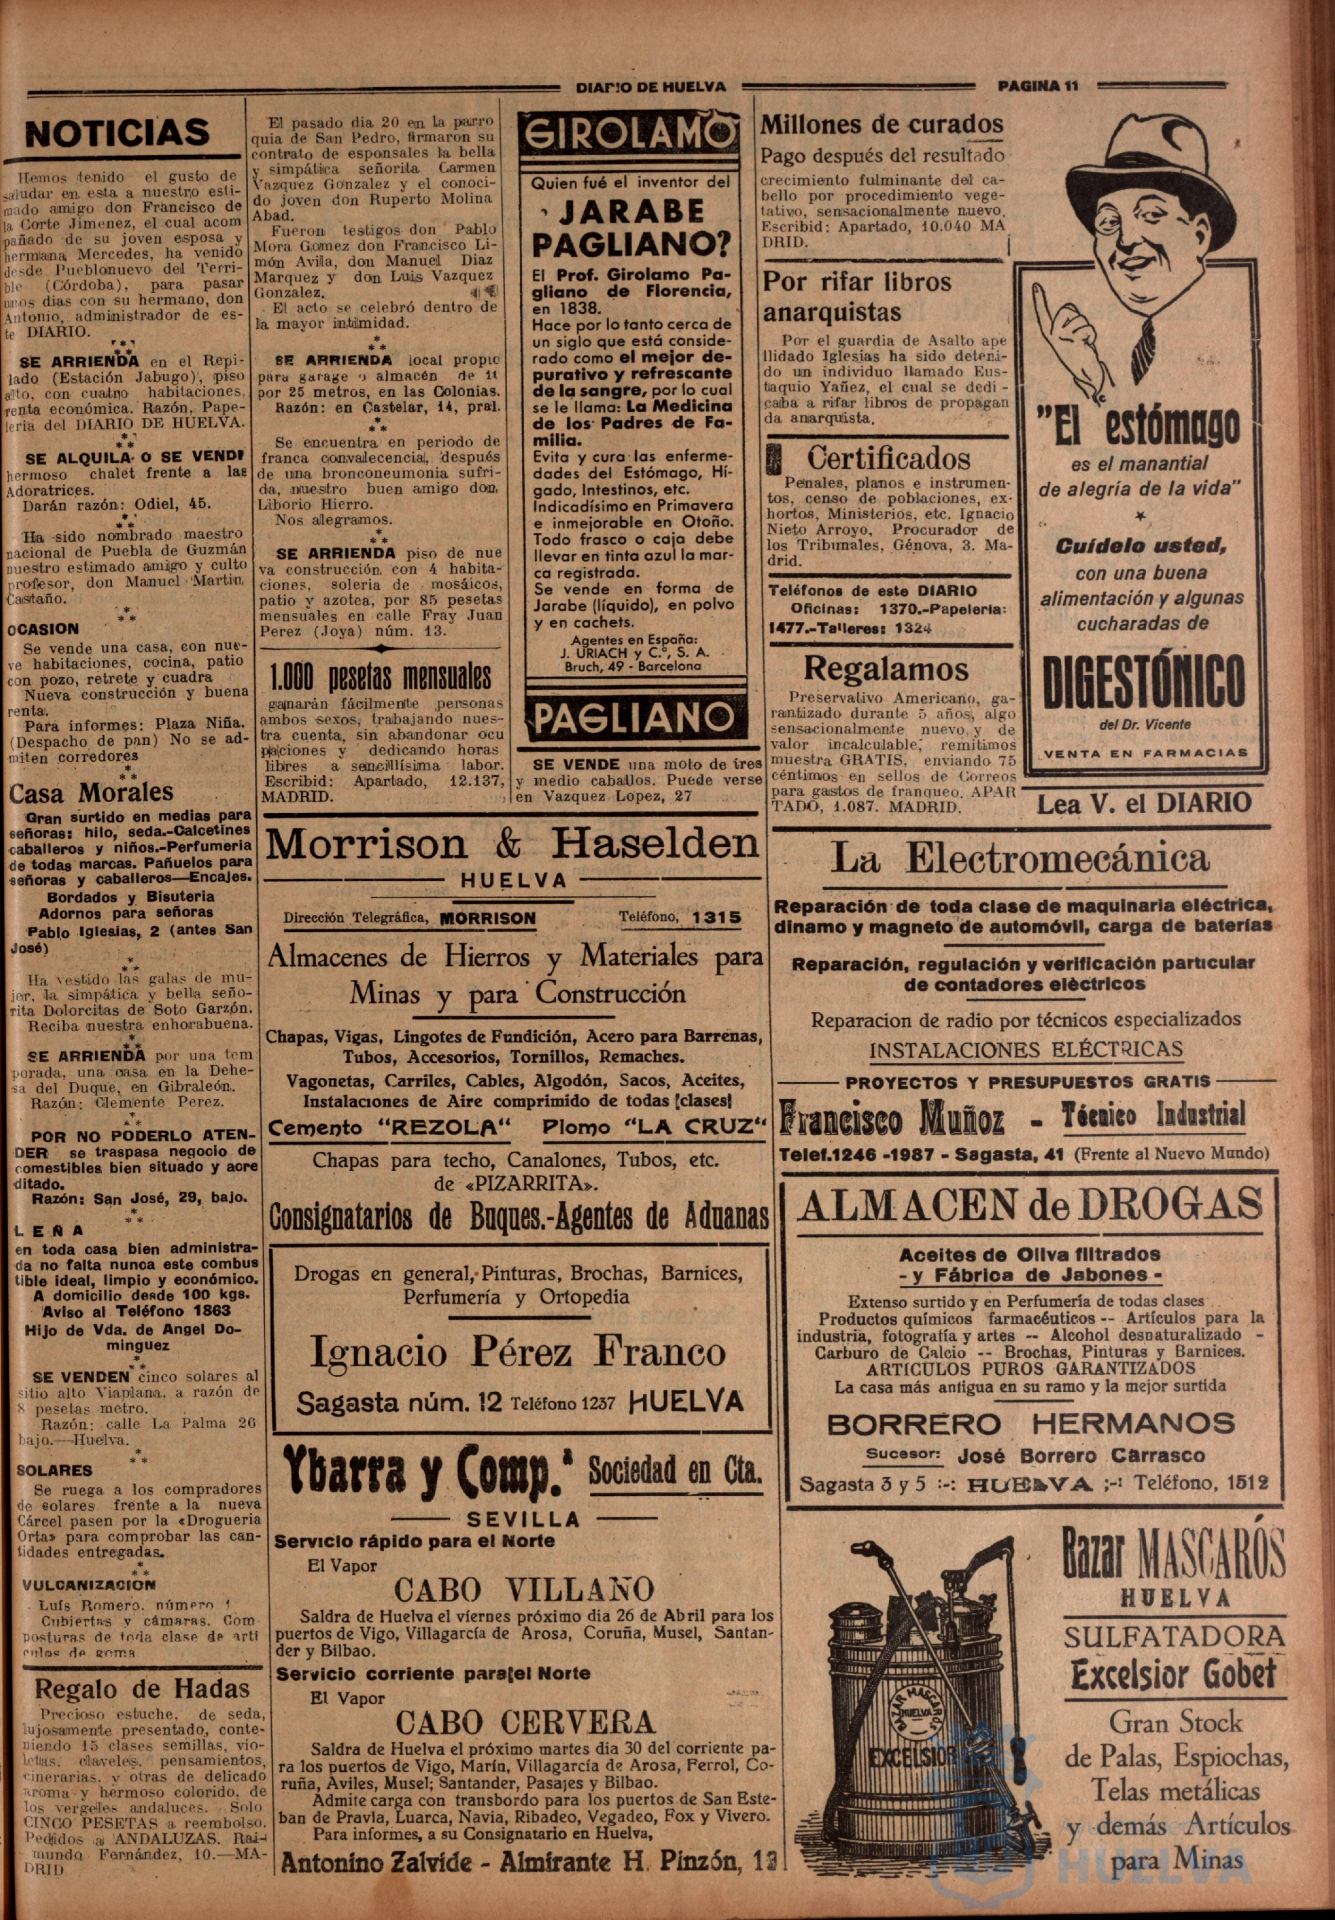 DIARIO DE HUELVA
PAGINA 11
NOTICIAS
Hemos tenido el gusto de
saludar en esta a nuestro esti-
mado amigo don Francisco de
la Corte Jimenez, el cual acom
pañado de su joven esposa y
hermana Mercedes, ha venido
desde Pueblonuevo del Terri-
ble (Córdoba), para pasar
unos dias con su hermano, don
Antonio, administrador de es-
te DIARIO.
***
SE ARRIENDA en el Repi-
lado (Estación Jabugo), piso
alto, con cuatro habitaciones,
renta económica. Razón, Pape-
leria del DIARIO DE HUELVA.
***
SE ALQUILA O SE VENDE
hermoso chalet frente a las
Adoratrices.
Darán razón: Odiel, 45.
***
Ha sido nombrado maestro
nacional de Puebla de Guzmán
nuestro estimado amigo y culto
profesor, don Manuel Martin
Castaño.
***
OCASION
Se vende una casa, con nue-
ve habitaciones, cocina, patio
con pozo, retrete y cuadra
Nueva construcción y buena
renta.
Para informes: Plaza Niña.
(Despacho de pan) No se ad-
miten corredores
***
Casa Morales
Gran surtido en medias para
señoras: hilo, seda.-Calcetines
caballeros y niños.-Perfumeria
de todas marcas. Pañuelos para
señoras y caballeros—Encajes.
Bordados y Bisuteria
Adornos para señoras
Pablo Iglesias, 2 (antes San
José)
***
Ha vestido las galas de mu-
jer, la simpática y bella seño-
rita Dolorcitas de Soto Garzón.
Reciba nuestra enhorabuena.
***
SE ARRIENDA por una tem
porada, una casa en la Dehe-
sa del Duque, en Gibraleón.
Razón: Clemente Perez.
***
POR NO PODERLO ATEN-
DER se traspasa negocio de
comestibles bien situado y acre
ditado.
Razón: San José, 29, bajo.
***
LEÑA
en toda casa bien administra-
da no falta nunca este combus
tible ideal, limpio y económico.
A domicilio desde 100 kgs.
Aviso al Teléfono 1863
Hijo de Vda. de Angel Do-
minguez
***
SE VENDEN cinco solares al
sitio alto Viaplana, a razón de
8 pesetas metro.
Razón: calle La Palma 26
bajo.—Huelva.
***
SOLARES
Se ruega a los compradores
de solares frente a la nueva
Cárcel pasen por la «Drogueria
Orta» para comprobar las can-
tidades entregadas.
***
VULCANIZACION
Luís Romero, número 1
Cubiertas y cámaras. Com
posturas de toda clase de arti
culos de goma
Regalo de Hadas
Precioso estuche, de seda,
lujosamente presentado, conte-
niendo 15 clases semillas, vio-
letas, claveles, pensamientos,
cinerarias, y otras de delicado
aroma y hermoso colorido, de
los vergeles andaluces. Solo
CINCO PESETAS a reembolso.
Pedidos a ANDALUZAS. Rai-
mundo Fernández, 10.—MA-
DRID
El pasado dia 20 en la parro
quia de San Pedro, firmaron su
contrato de esponsales la bella
y simpática señorita Carmen
Vazquez Gonzalez y el conoci-
do joven don Ruperto Molina
Abad.
Fueron testigos don Pablo
Mora Gomez don Francisco Li-
món Avila, don Manuel Diaz
Marquez y don Luis Vazquez
Gonzalez.
El acto se celebró dentro de
la mayor intimidad.
***
SE ARRIENDA local propio
para garage o almacén de 11
por 25 metros, en las Colonias.
Razón: en Castelar, 14, pral.
***
Se encuentra en periodo de
franca convalecencia, después
de una bronconeumonia sufri-
da, nuestro buen amigo don
Liborio Hierro.
Nos alegramos.
***
SE ARRIENDA piso de nue
va construcción con 4 habita-
ciones, soleria de mosáicos,
patio y azotea, por 85 pesetas
mensuales en calle Fray Juan
Perez (Joya) núm. 13.
1.000 pesetas mensuales
ganarán fácilmente personas
ambos sexos, trabajando nues-
tra cuenta, sin abandonar ocu
paciones y dedicando horas
libres a sencillísima labor.
Escribid: Apartado, 12.137,
MADRID.
GIROLAMO
Quien fué el inventor del
JARABE
PAGLIANO?
El Prof. Girolamo Pa-
gliano de Florencia,
en 1838.
Hace por lo tanto cerca de
un siglo que está conside-
rado como el mejor de-
purativo y refrescante
de la sangre, por lo cual
se le llama: La Medicina
de los Padres de Fa-
milia.
Evita y cura las enferme-
dades del Estómago, Hí-
gado, Intestinos, etc.
Indicadísimo en Primavera
e inmejorable en Otoño.
Todo frasco o caja debe
llevar en tinta azul la mar-
ca registrada.
Se vende en forma de
Jarabe (líquido), en polvo
y en cachets.
Agentes en España:
J. URIACH y C.ª, S. A.
Bruch, 49 - Barcelona
PAGLIANO
SE VENDE una moto de tres
y medio caballos. Puede verse
en Vazquez Lopez, 27
Millones de curados
Pago después del resultado
crecimiento fulminante del ca-
bello por procedimiento vege-
tativo, sensacionalmente nuevo.
Escribid: Apartado, 10.040 MA
DRID.
Por rifar libros
anarquistas
Por el guardia de Asalto ape
llidado Iglesias ha sido deteni-
do un individuo llamado Eus-
taquio Yañez, el cual se dedi-
caba a rifar libros de propagan
da anarquista.
Certificados
Penales, planos e instrumen-
tos, censo de poblaciones, ex-
hortos, Ministerios, etc. Ignacio
Nieto Arroyo, Procurador de
los Tribunales, Génova, 3. Ma-
drid.
Teléfonos de este DIARIO
Oficinas: 1370.-Papeleria:
1477.-Talleres: 1324
Regalamos
Preservativo Americano, ga-
rantizado durante 5 años, algo
sensacionalmente nuevo y de
valor incalculable; remitimos
muestra GRATIS, enviando 75
céntimos en sellos de Correos
para gastos de franqueo. APAR
TADO, 1.087. MADRID.
"El estómago
es el manantial
de alegría de la vida"
★
Cuídelo usted,
con una buena
alimentación y algunas
cucharadas de
DIGESTÓNICO
del Dr. Vicente
VENTA EN FARMACIAS
Lea V. el DIARIO
Morrison & Haselden
HUELVA
Dirección Telegráfica, MORRISON Teléfono, 1315
Almacenes de Hierros y Materiales para
Minas y para Construcción
Chapas, Vigas, Lingotes de Fundición, Acero para Barrenas,
Tubos, Accesorios, Tornillos, Remaches.
Vagonetas, Carriles, Cables, Algodón, Sacos, Aceites,
Instalaciones de Aire comprimido de todas [clases]
Cemento "REZOLA" Plomo "LA CRUZ"
Chapas para techo, Canalones, Tubos, etc.
de «PIZARRITA».
Consignatarios de Buques.-Agentes de Aduanas
Drogas en general, Pinturas, Brochas, Barnices,
Perfumería y Ortopedia
Ignacio Pérez Franco
Sagasta núm. 12 Teléfono 1237 HUELVA
Ybarra y Comp.ª Sociedad en Cta.
SEVILLA
Servicio rápido para el Norte
El Vapor
CABO VILLANO
Saldra de Huelva el viernes próximo dia 26 de Abril para los
puertos de Vigo, Villagarcía de Arosa, Coruña, Musel, Santan-
der y Bilbao.
Servicio corriente para[el Norte
El Vapor
CABO CERVERA
Saldra de Huelva el próximo martes dia 30 del corriente pa-
ra los puertos de Vigo, Marín, Villagarcía de Arosa, Ferrol, Co-
ruña, Aviles, Musel; Santander, Pasajes y Bilbao.
Admite carga con transbordo para los puertos de San Este-
ban de Pravia, Luarca, Navia, Ribadeo, Vegadeo, Fox y Vivero.
Para informes, a su Consignatario en Huelva,
Antonino Zalvide - Almirante H. Pinzón, 13
La Electromecánica
Reparación de toda clase de maquinaria eléctrica,
dinamo y magneto de automóvil, carga de baterías
Reparación, regulación y verificación particular
de contadores eléctricos
Reparacion de radio por técnicos especializados
INSTALACIONES ELÉCTRICAS
PROYECTOS Y PRESUPUESTOS GRATIS
Francisco Muñoz - Técnico Industrial
Telef.1246 -1987 - Sagasta, 41 (Frente al Nuevo Mundo)
ALMACEN de DROGAS
Aceites de Oliva filtrados
- y Fábrica de Jabones -
Extenso surtido y en Perfumería de todas clases
Productos químicos farmacéuticos -- Artículos para la
industria, fotografía y artes -- Alcohol desnaturalizado -
Carburo de Calcio -- Brochas, Pinturas y Barnices.
ARTICULOS PUROS GARANTIZADOS
La casa más antigua en su ramo y la mejor surtida
BORRERO HERMANOS
Sucesor: José Borrero Carrasco
Sagasta 3 y 5 :-: HUELVA ;-: Teléfono, 1512
BAZAR MASCARÓS
HUELVA
EXCELSIOR
Bazar MASCARÓS
HUELVA
SULFATADORA
Excelsior Gobet
Gran Stock
de Palas, Espiochas,
Telas metálicas
y demás Artículos
para Minas
HUELVA